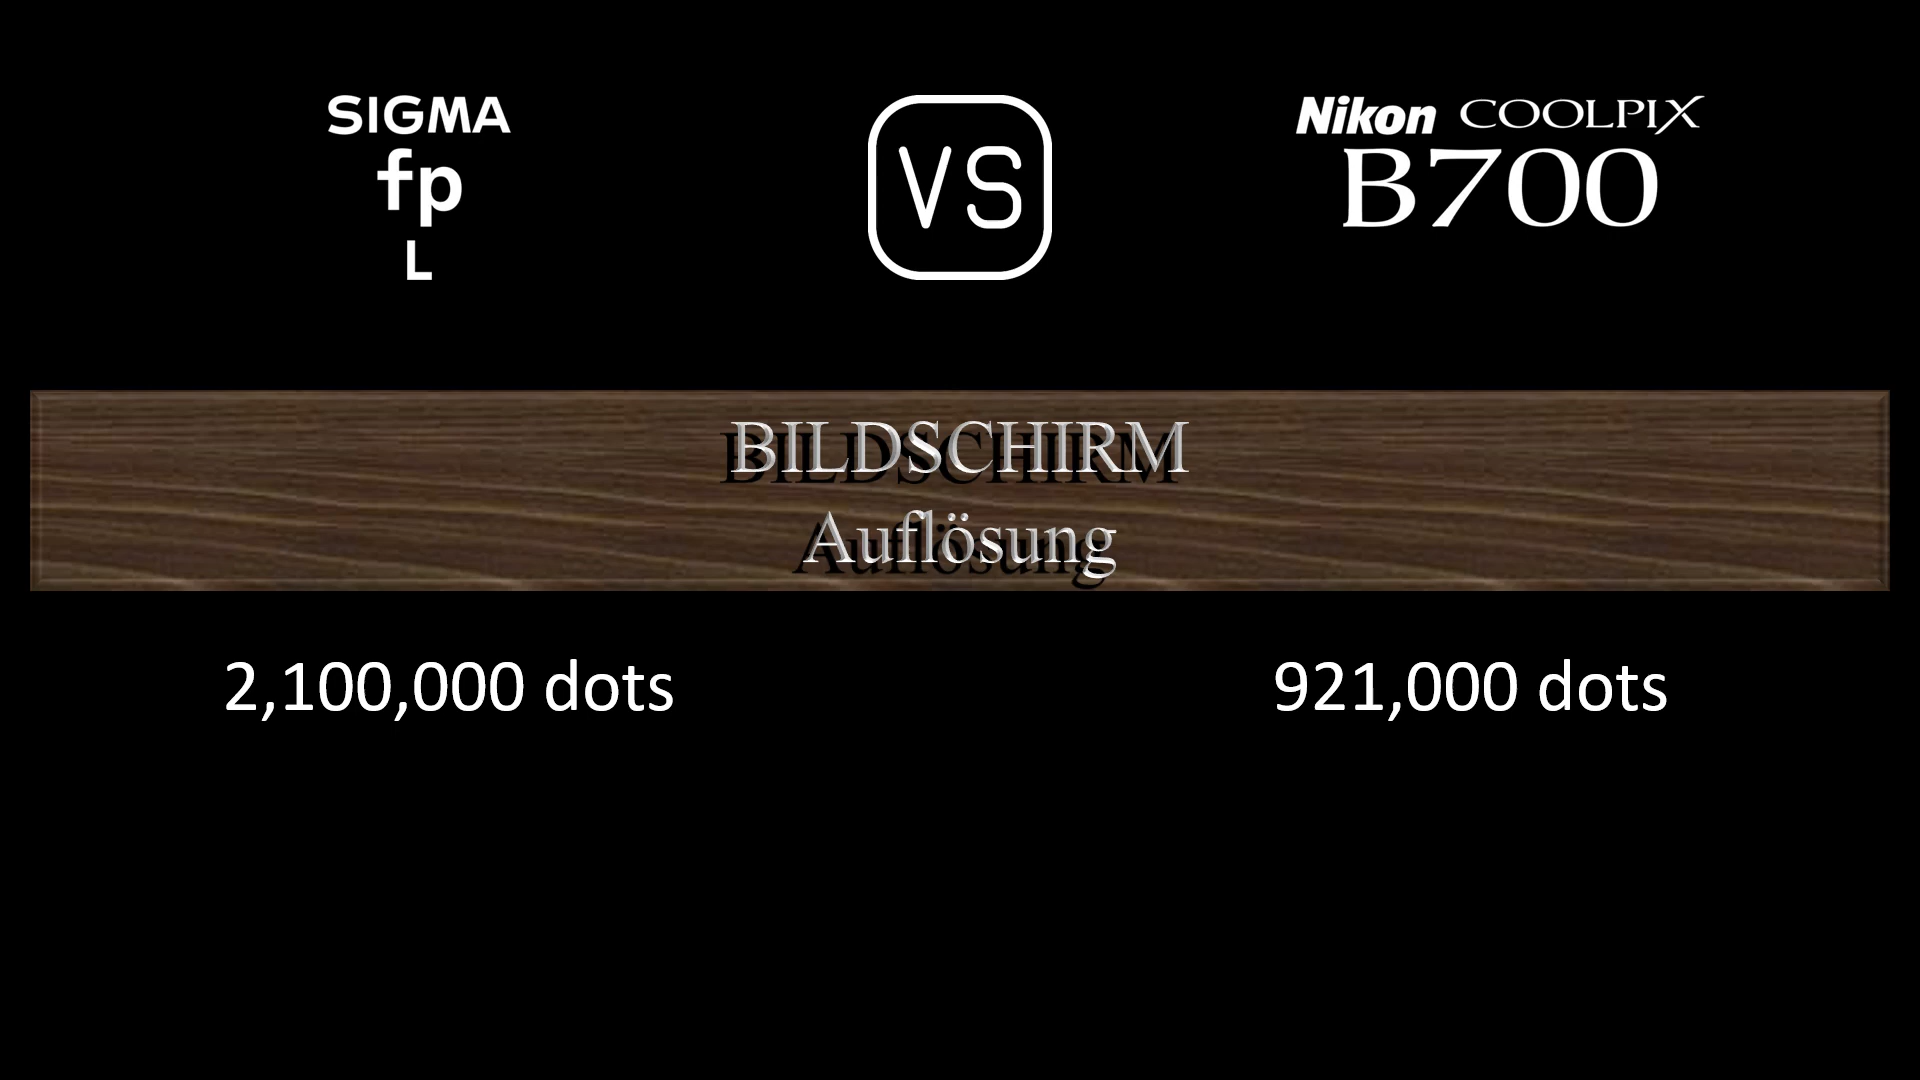 SIGMA
fp
L
VS
Nikon COOLPIX
B700
BILDSCHIRM
Auflösung
2,100,000 dots
921,000 dots